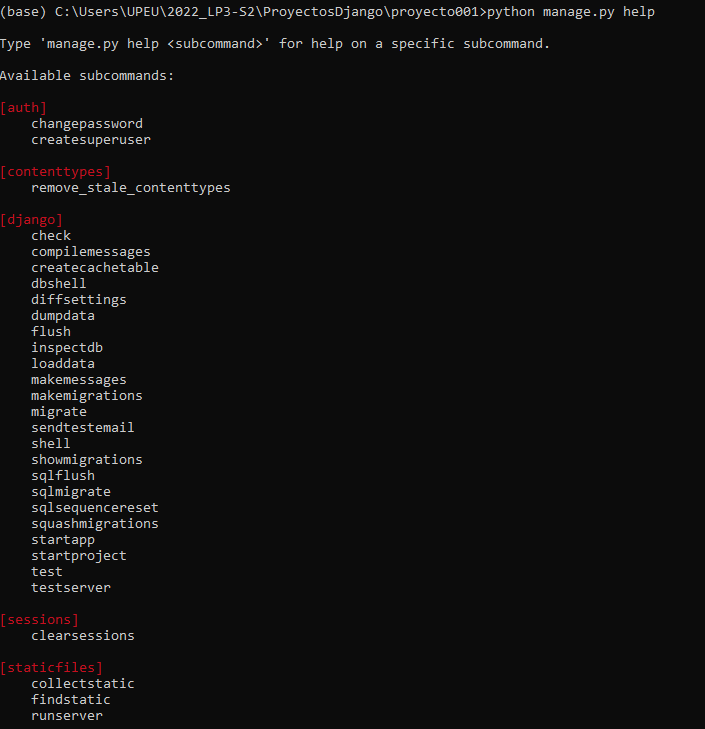 (base) C:\Users\UPEU\2022_LP3-S2\ProyectosDjango\proyecto001>python manage.py help
Type 'manage.py help <subcommand>' for help on a specific subcommand.
Available subcommands:
[auth]
changepassword
createsuperuser
[contenttypes]
remove_stale_contenttypes
[django]
check
compilemessages
createcachetable
dbshell
diffsettings
dumpdata
flush
inspectdb
loaddata
makemessages
makemigrations
migrate
sendtestemail
shell
showmigrations
sqlflush
sqlmigrate
sqlsequencereset
squashmigrations
startapp
startproject
test
testserver
[sessions]
clearsessions
[staticfiles]
collectstatic
findstatic
runserver